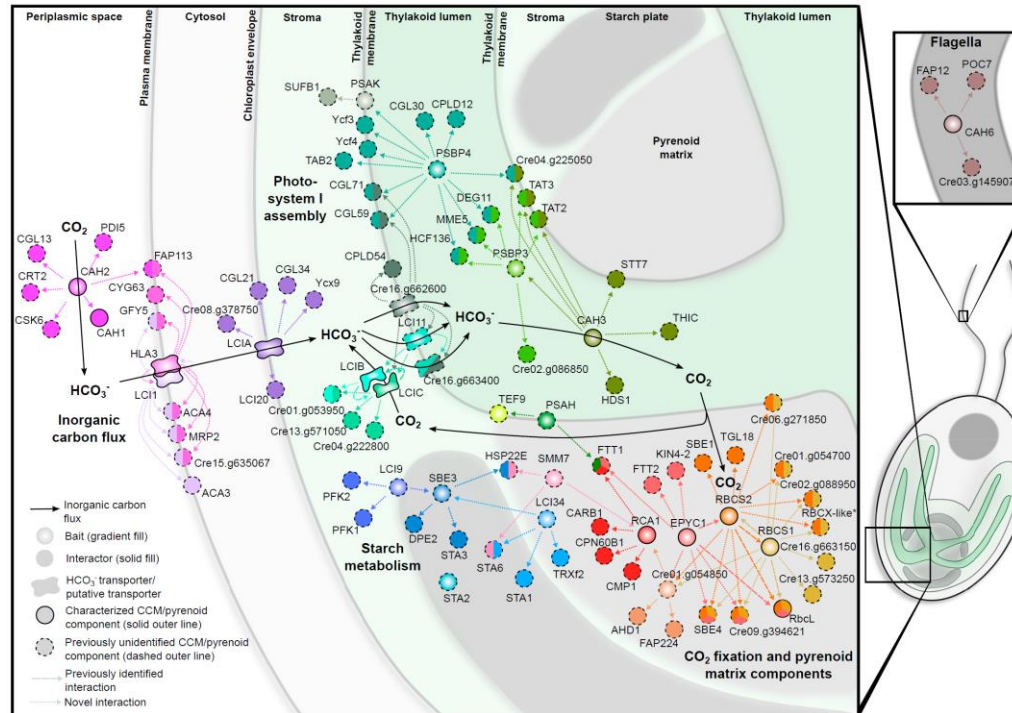 Periplasmic space
Plasma membrane
Cytosol
Chloroplast envelope
Stroma
Thylakoid
membrane
Thylakoid lumen
Thylakoid
membrane
Stroma
Starch plate
Thylakoid lumen
Flagella
FAP12
POC7
CAH6
Cre03.g145907
SUFB1
PSAK
Ycf3
Ycf4
TAB2
CGL71
CGL59
CPLD54
CGL30
CPLD12
PSBP4
Photo-
system I
assembly
Cre04.g225050
TAT3
TAT2
DEG11
MME5
HCF136
PSBP3
Pyrenoid
matrix
STT7
THIC
CAH3
HDS1
Cre02.g086850
CO₂
CGL13
PDI5
CRT2
CAH2
CSK6
CAH1
HCO₃⁻
Inorganic
carbon flux
FAP113
CYG63
GFY5
HLA3
LCI1
ACA4
MRP2
Cre15.g635067
ACA3
CGL21
CGL34
Ycx9
Cre08.g378750
LCIA
LCI20
HCO₃⁻
Cre16.g662600
LCI11
HCO₃⁻
Cre16.g663400
LCIB
LCIC
CO₂
Cre01.g053950
Cre13.g571050
Cre04.g222800
CO₂
TEF9
PSAH
HSP22E
SMM7
FTT1
FTT2
KIN4-2
SBE1
TGL18
Cre06.g271850
Cre01.g054700
Cre02.g088950
RBCX-like*
CO₂
RBCS2
RBCS1
Cre16.g663150
Cre13.g573250
RbcL
Cre09.g394621
SBE4
EPYC1
RCA1
CARB1
CPN60B1
CMP1
Cre01.g054850
AHD1
FAP224
CO₂ fixation and pyrenoid
matrix components
LCI9
SBE3
PFK2
PFK1
DPE2
STA3
LCI34
STA6
STA1
TRXf2
STA2
Starch
metabolism
Inorganic carbon
flux
Bait (gradient fill)
Interactor (solid fill)
HCO₃⁻ transporter/
putative transporter
Characterized CCM/pyrenoid
component (solid outer line)
Previously unidentified CCM/pyrenoid
component (dashed outer line)
Previously identified
interaction
Novel interaction